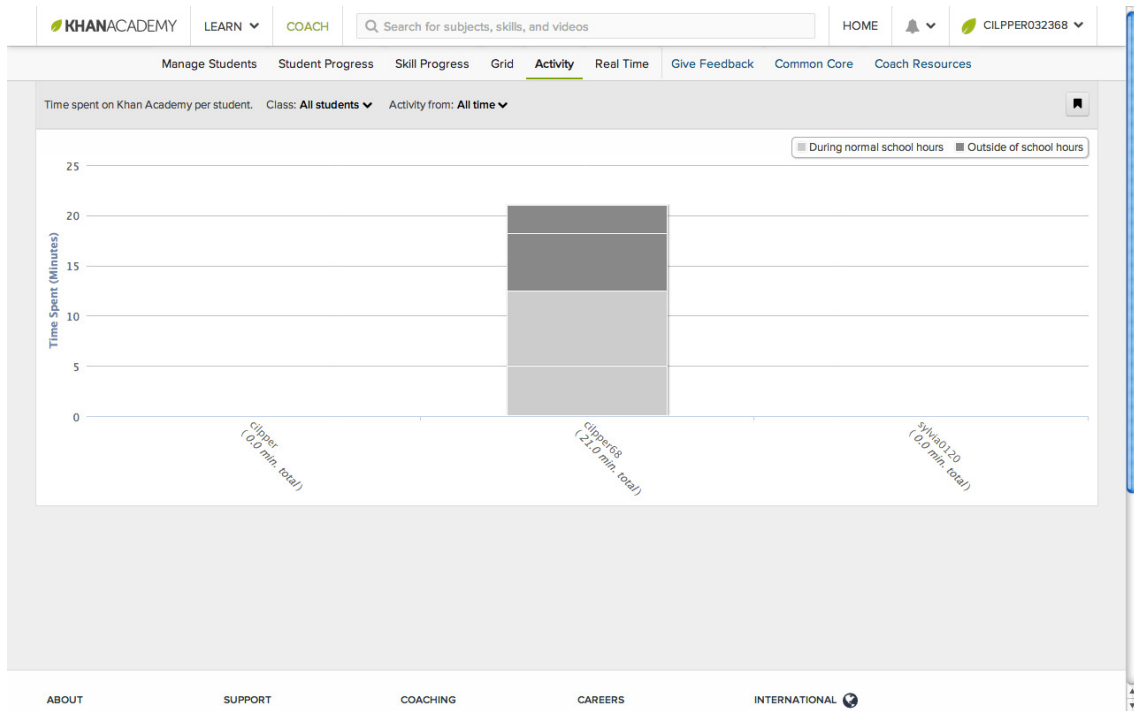 KHANACADEMY LEARN COACH Search for subjects, skills, and videos HOME CILPPER032368
Manage Students Student Progress Skill Progress Grid Activity Real Time Give Feedback Common Core Coach Resources
Time spent on Khan Academy per student. Class: All students Activity from: All time
During normal school hours Outside of school hours
Time Spent (Minutes)
25
20
15
10
5
0
cilpper
( 0.0 min. total)
cilpper68
( 21.0 min. total)
sylvia0120
( 0.0 min. total)
ABOUT SUPPORT COACHING CAREERS INTERNATIONAL